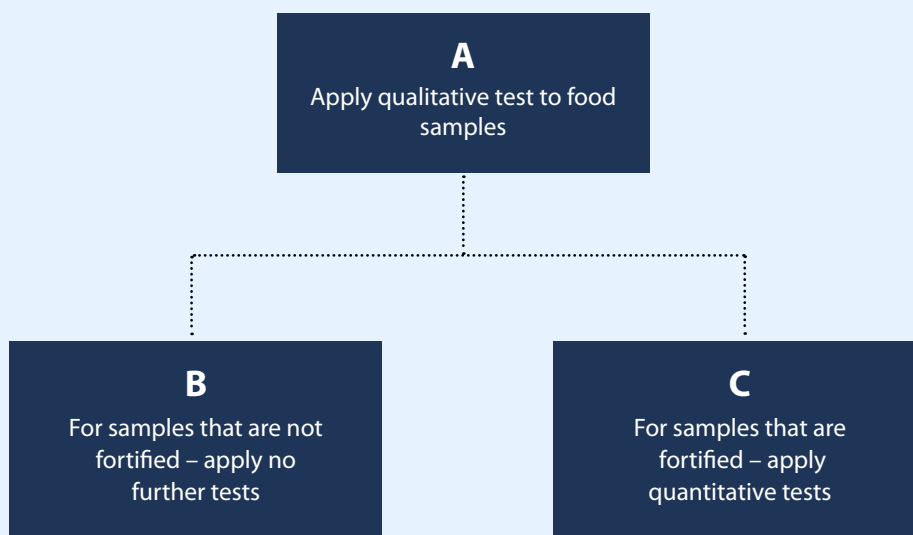 A
Apply qualitative test to food
samples
B
For samples that are not
fortified – apply no
further tests
C
For samples that are
fortified – apply
quantitative tests